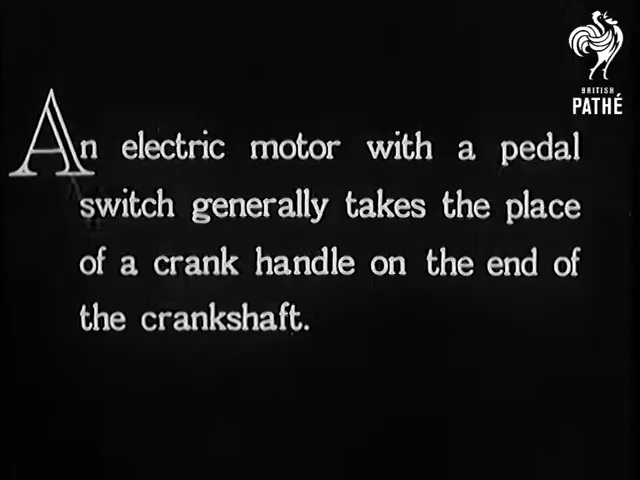 BRITISH
PATHÉ
An electric motor with a pedal
switch generally takes the place
of a crank handle on the end of
the crankshaft.